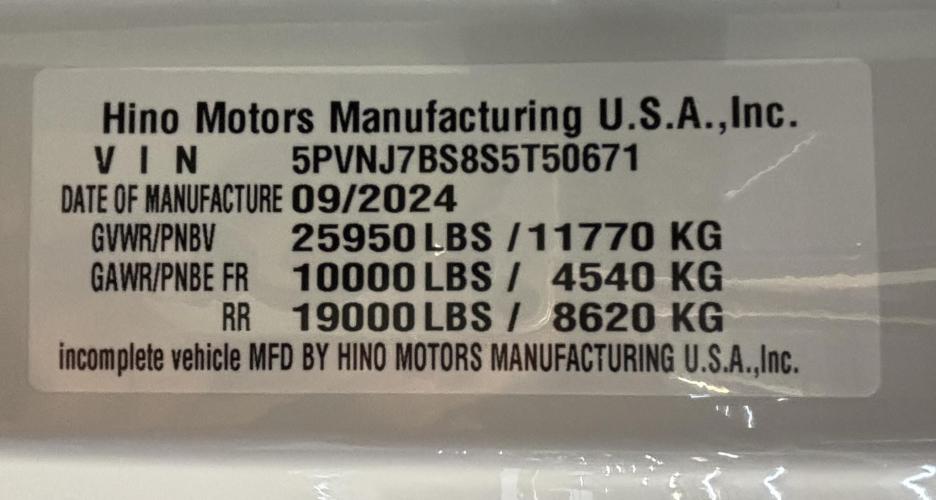 Hino Motors Manufacturing U.S.A.,Inc.
V I N 5PVNJ7BS8S5T50671
DATE OF MANUFACTURE 09/2024
GVWR/PNBV 25950 LBS / 11770 KG
GAWR/PNBE FR 10000 LBS / 4540 KG
RR 19000 LBS / 8620 KG
incomplete vehicle MFD BY HINO MOTORS MANUFACTURING U.S.A.,Inc.